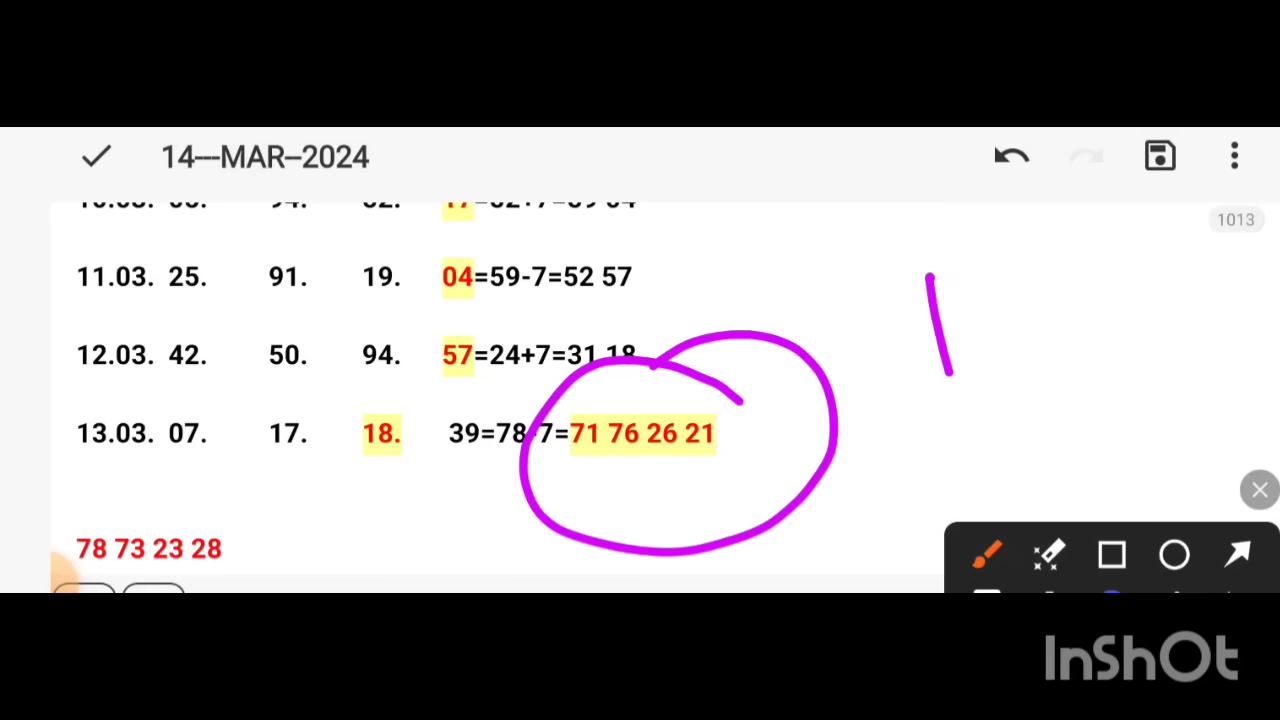 14---MAR--2024
1013
11.03. 25. 91. 19. 04=59-7=52 57
12.03. 42. 50. 94. 57=24+7=31 18
13.03. 07. 17. 18. 39=78-7=71 76 26 21
78 73 23 28
InShOt